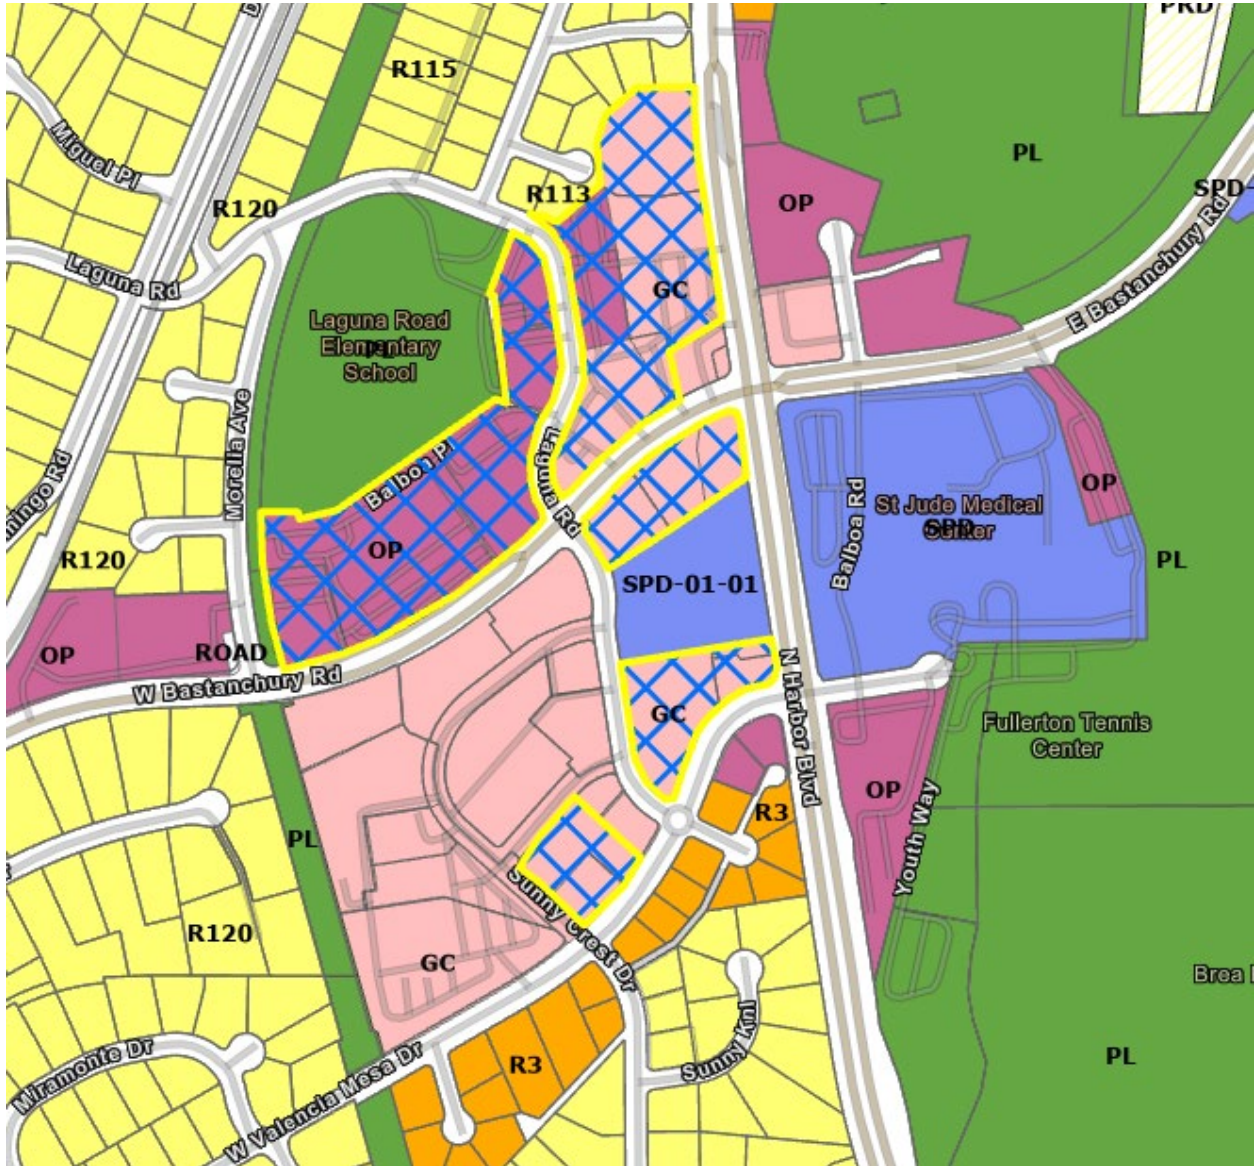 PRD
R115
Miguel Pl
PL
R113
OP
SPD-
R120
Laguna Rd
GC
E Bastanchury Rd
Laguna Road
Elementary
School
Morella Ave
Balboa Pl
Laguna Rd
OP
St Jude Medical
Center
SPD
Balboa Rd
OP
R120
PL
SPD-01-01
OP
ROAD
W Bastanchury Rd
GC
N Harbor Blvd
Fullerton Tennis
Center
OP
R3
PL
Youth Way
Sunny Crest Dr
R120
GC
Brea
Sunny Knl
PL
Miramonte Dr
R3
W Valencia Mesa Dr